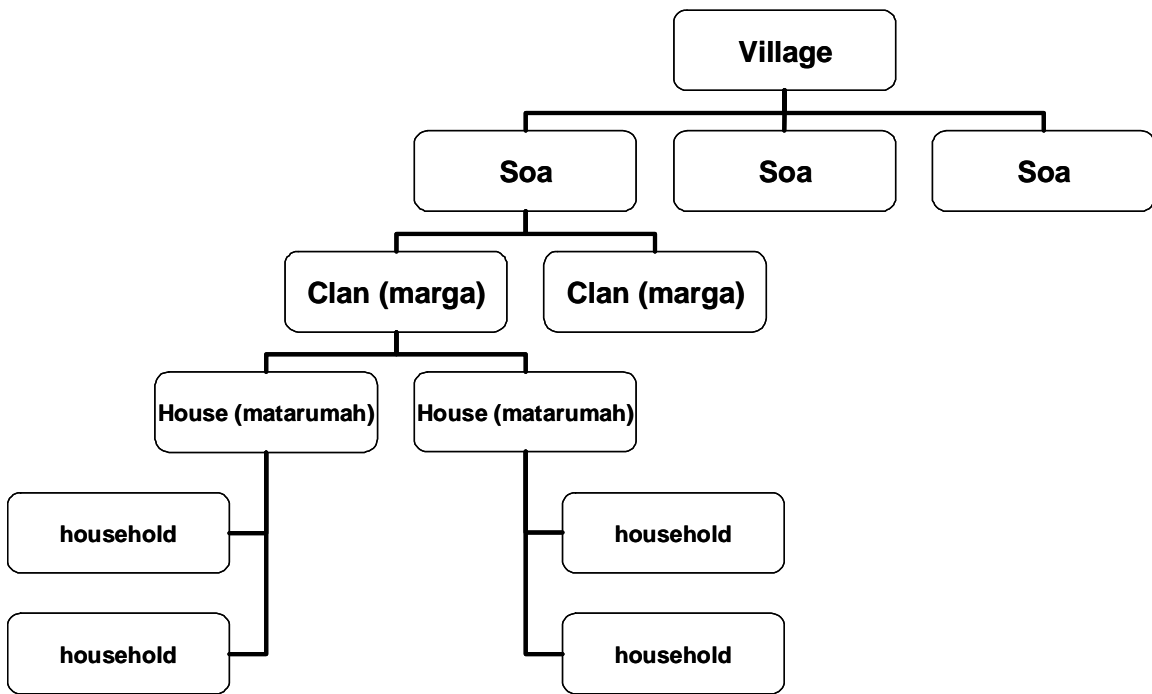 Village
Soa
Soa
Soa
Clan (marga)
Clan (marga)
House (matarumah)
House (matarumah)
household
household
household
household